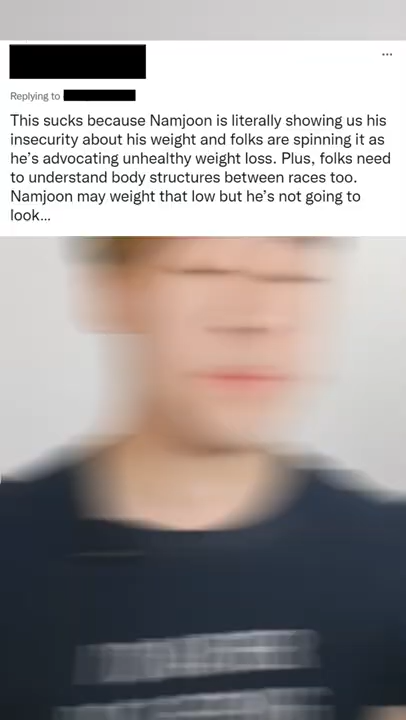 Replying to
This sucks because Namjoon is literally showing us his
insecurity about his weight and folks are spinning it as
he's advocating unhealthy weight loss. Plus, folks need
to understand body structures between races too.
Namjoon may weight that low but he's not going to
look...